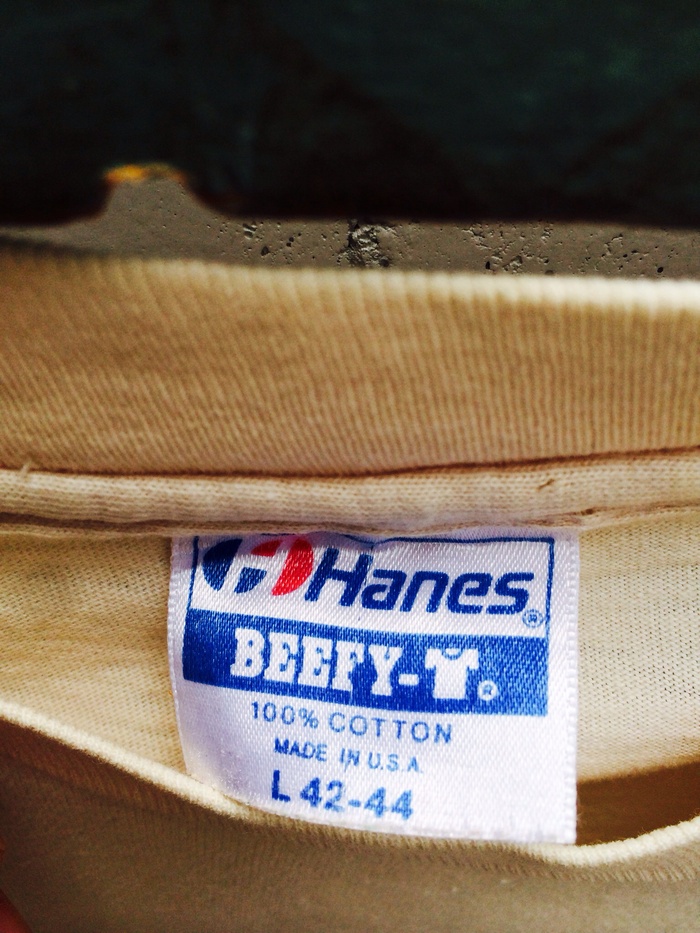 Hanes®
BEEFY-T®
100% COTTON
MADE IN U.S.A.
L 42-44